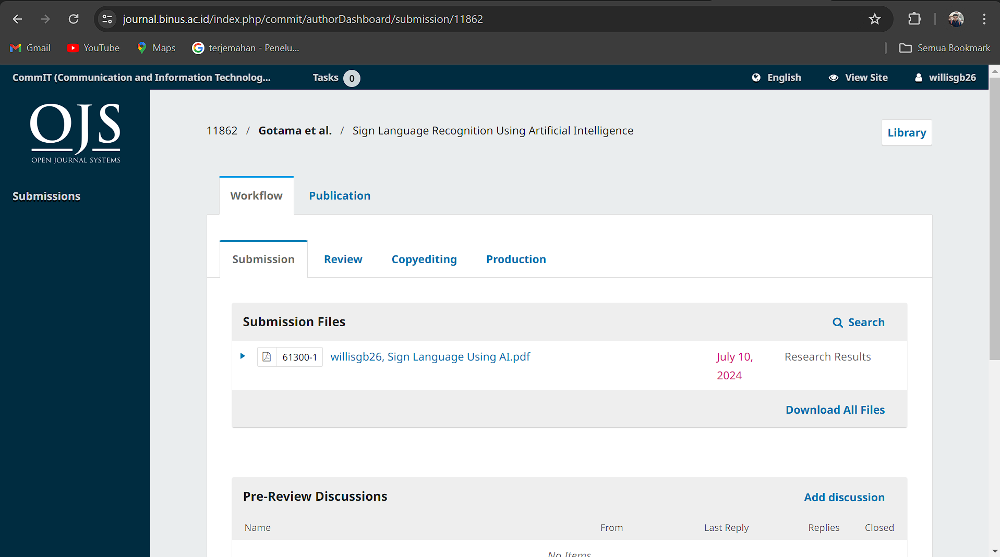 journal.binus.ac.id/index.php/commit/authorDashboard/submission/11862
Gmail YouTube Maps terjemahan - Penelu... Semua Bookmark
CommIT (Communication and Information Technolog... Tasks 0 English View Site willisgb26
OJS
OPEN JOURNAL SYSTEMS
Submissions
11862 / Gotama et al. / Sign Language Recognition Using Artificial Intelligence
Library
Workflow Publication
Submission Review Copyediting Production
Submission Files Search
61300-1 willisgb26, Sign Language Using AI.pdf July 10, Research Results
2024
Download All Files
Pre-Review Discussions Add discussion
Name From Last Reply Replies Closed
No Items